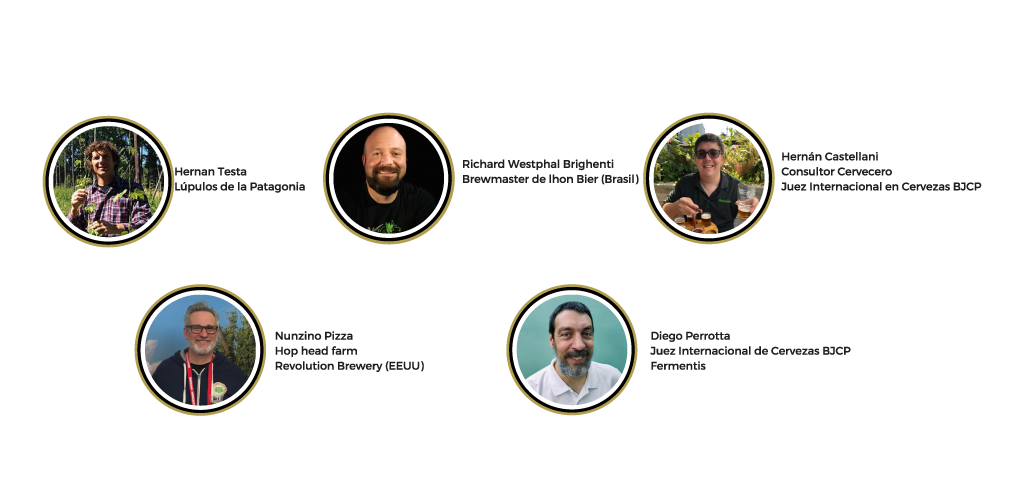 Hernan Testa
Lúpulos de la Patagonia
Richard Westphal Brighenti
Brewmaster de lhon Bier (Brasil)
Hernán Castellani
Consultor Cervecero
Juez Internacional en Cervezas BJCP
Nunzino Pizza
Hop head farm
Revolution Brewery (EEUU)
Diego Perrotta
Juez Internacional de Cervezas BJCP
Fermentis